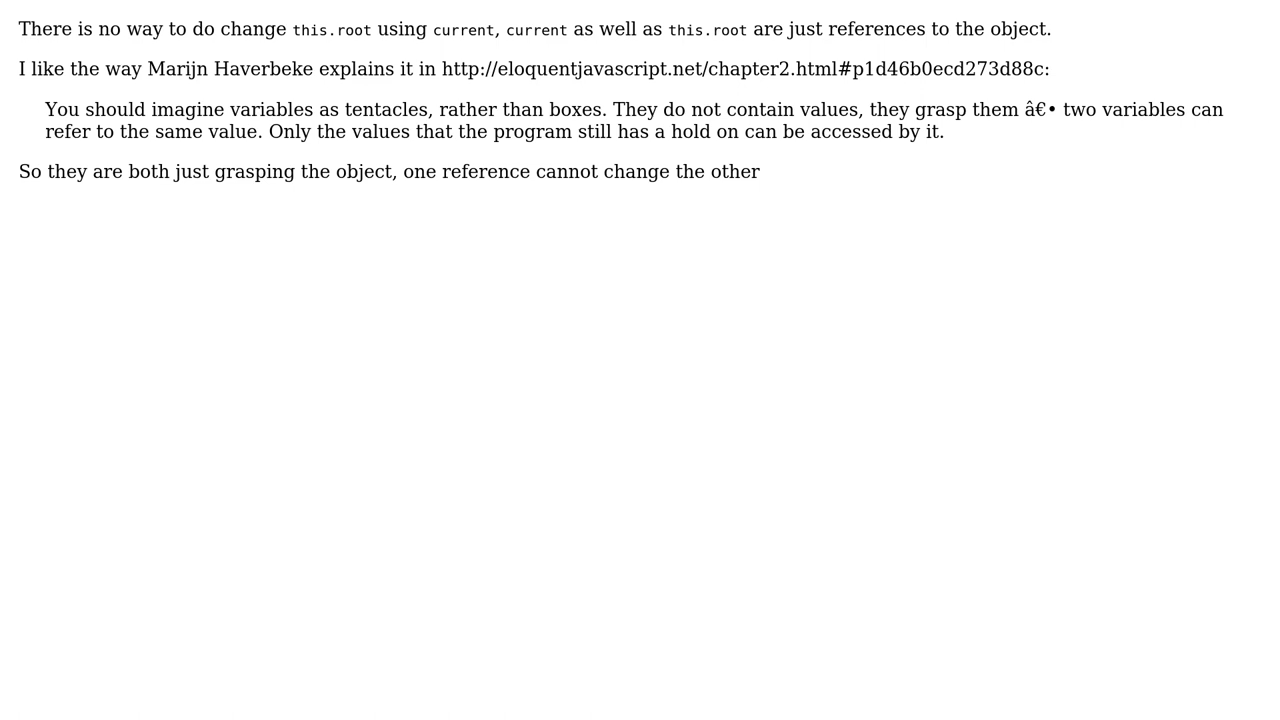 There is no way to do change this.root using current, current as well as this.root are just references to the object.
I like the way Marijn Haverbeke explains it in http://eloquentjavascript.net/chapter2.html#p1d46b0ecd273d88c:
You should imagine variables as tentacles, rather than boxes. They do not contain values, they grasp them â€• two variables can
refer to the same value. Only the values that the program still has a hold on can be accessed by it.
So they are both just grasping the object, one reference cannot change the other